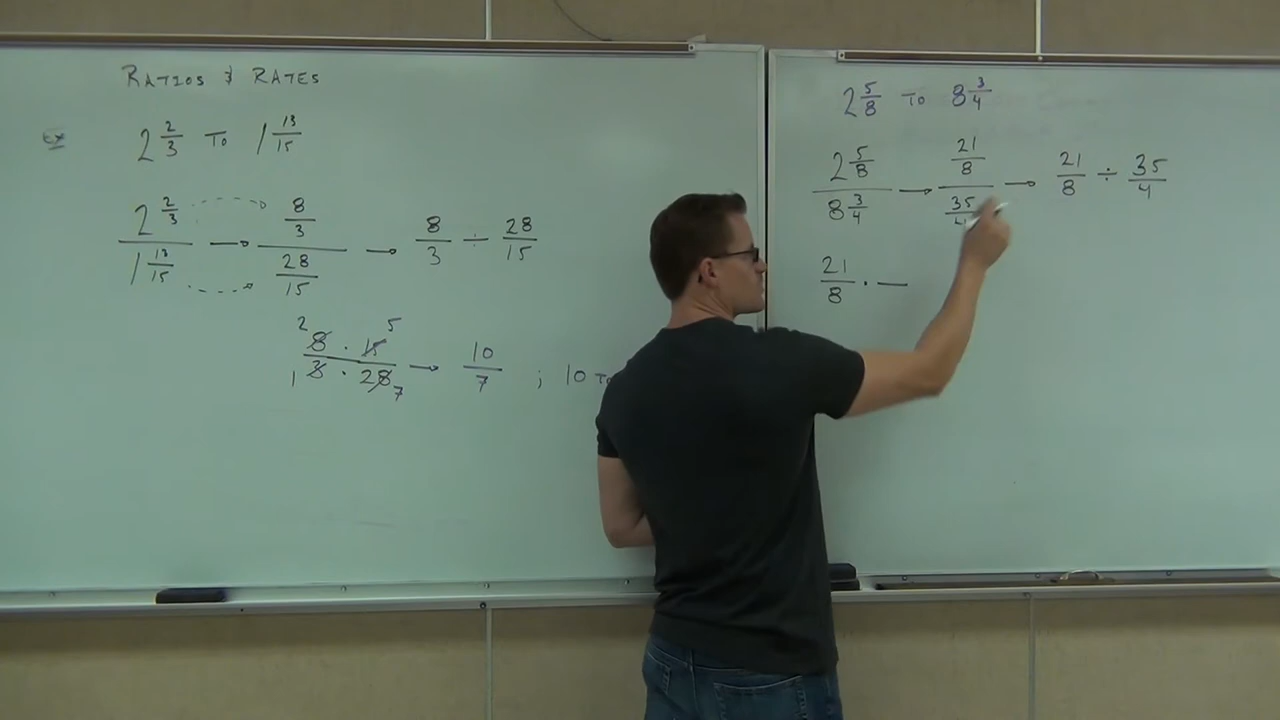 RATIOS & RATES
Ex 2 2/3 TO 1 13/15
2 2/3 / 1 13/15 → 8/3 / 28/15 → 8/3 ÷ 28/15
2 8 · 15 5 / 1 3 · 28 7 → 10/7 ; 10 TO
2 5/8 TO 8 3/4
2 5/8 / 8 3/4 → 21/8 / 35/4 → 21/8 ÷ 35/4
21/8 · —